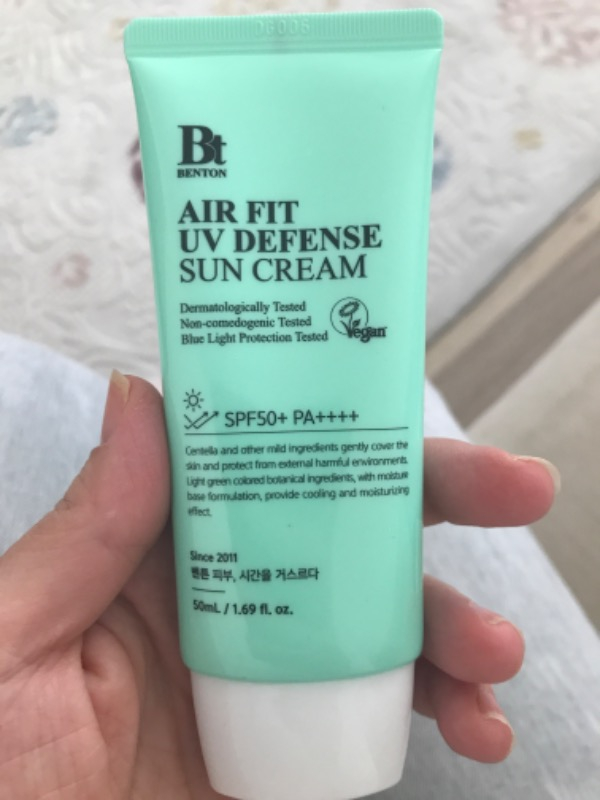 Bt
BENTON
AIR FIT
UV DEFENSE
SUN CREAM
Dermatologically Tested
Non-comedogenic Tested
Blue Light Protection Tested
Vegan
SPF50+ PA++++
Centella and other mild ingredients gently cover the
skin and protect from external harmful environments.
Light green colored botanical ingredients, with moisture
base formulation, provide cooling and moisturizing
effect.
Since 2011
벤튼 피부, 시간을 거스르다
50mL / 1.69 fl. oz.